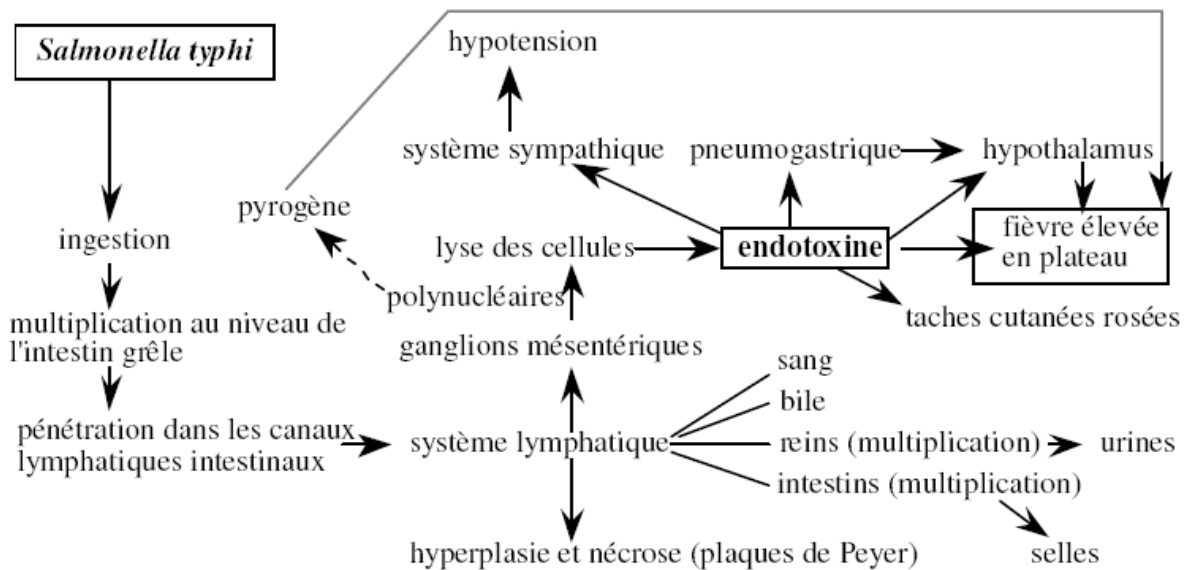 Salmonella typhi
hypotension
système sympathique
pneumogastrique
hypothalamus
pyrogène
ingestion
lyse des cellules
endotoxine
fièvre élevée
en plateau
polynucléaires
taches cutanées rosées
multiplication au niveau de
l'intestin grêle
ganglions mésentériques
sang
bile
pénétration dans les canaux
lymphatiques intestinaux
système lymphatique
reins (multiplication)
urines
intestins (multiplication)
hyperplasie et nécrose (plaques de Peyer)
selles